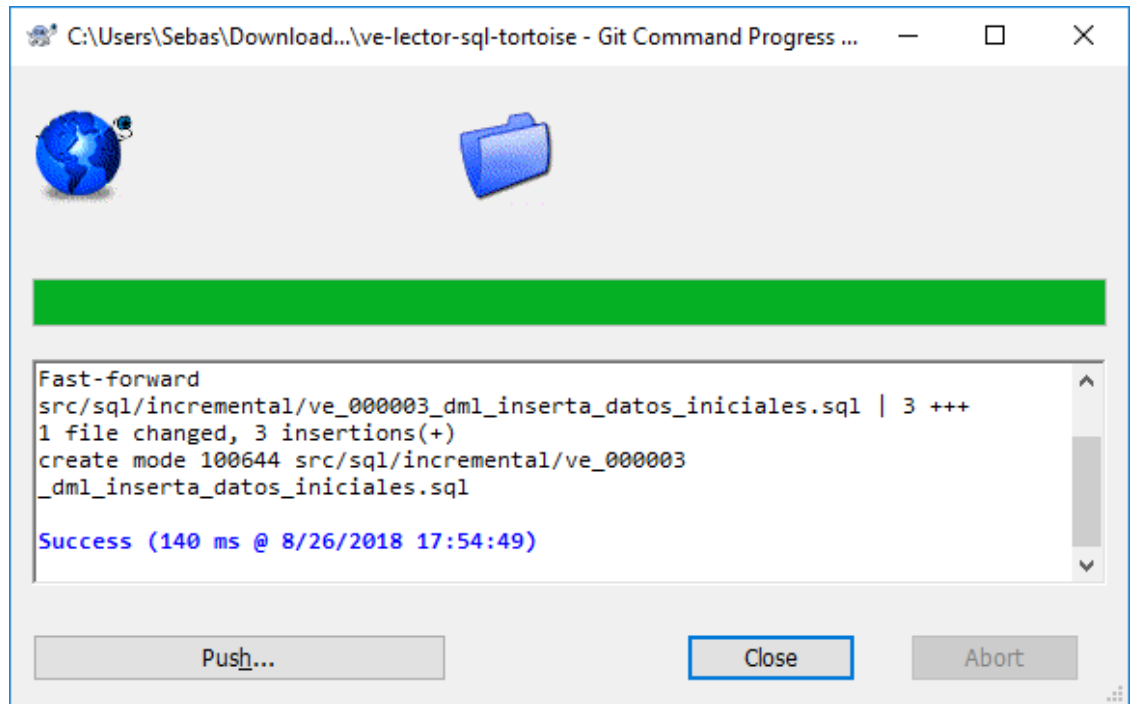 C:\Users\Sebas\Download...\ve-lector-sql-tortoise - Git Command Progress ...
Fast-forward
src/sql/incremental/ve_000003_dml_inserta_datos_iniciales.sql | 3 +++
1 file changed, 3 insertions(+)
create mode 100644 src/sql/incremental/ve_000003
_dml_inserta_datos_iniciales.sql
Success (140 ms @ 8/26/2018 17:54:49)
Push... Close Abort